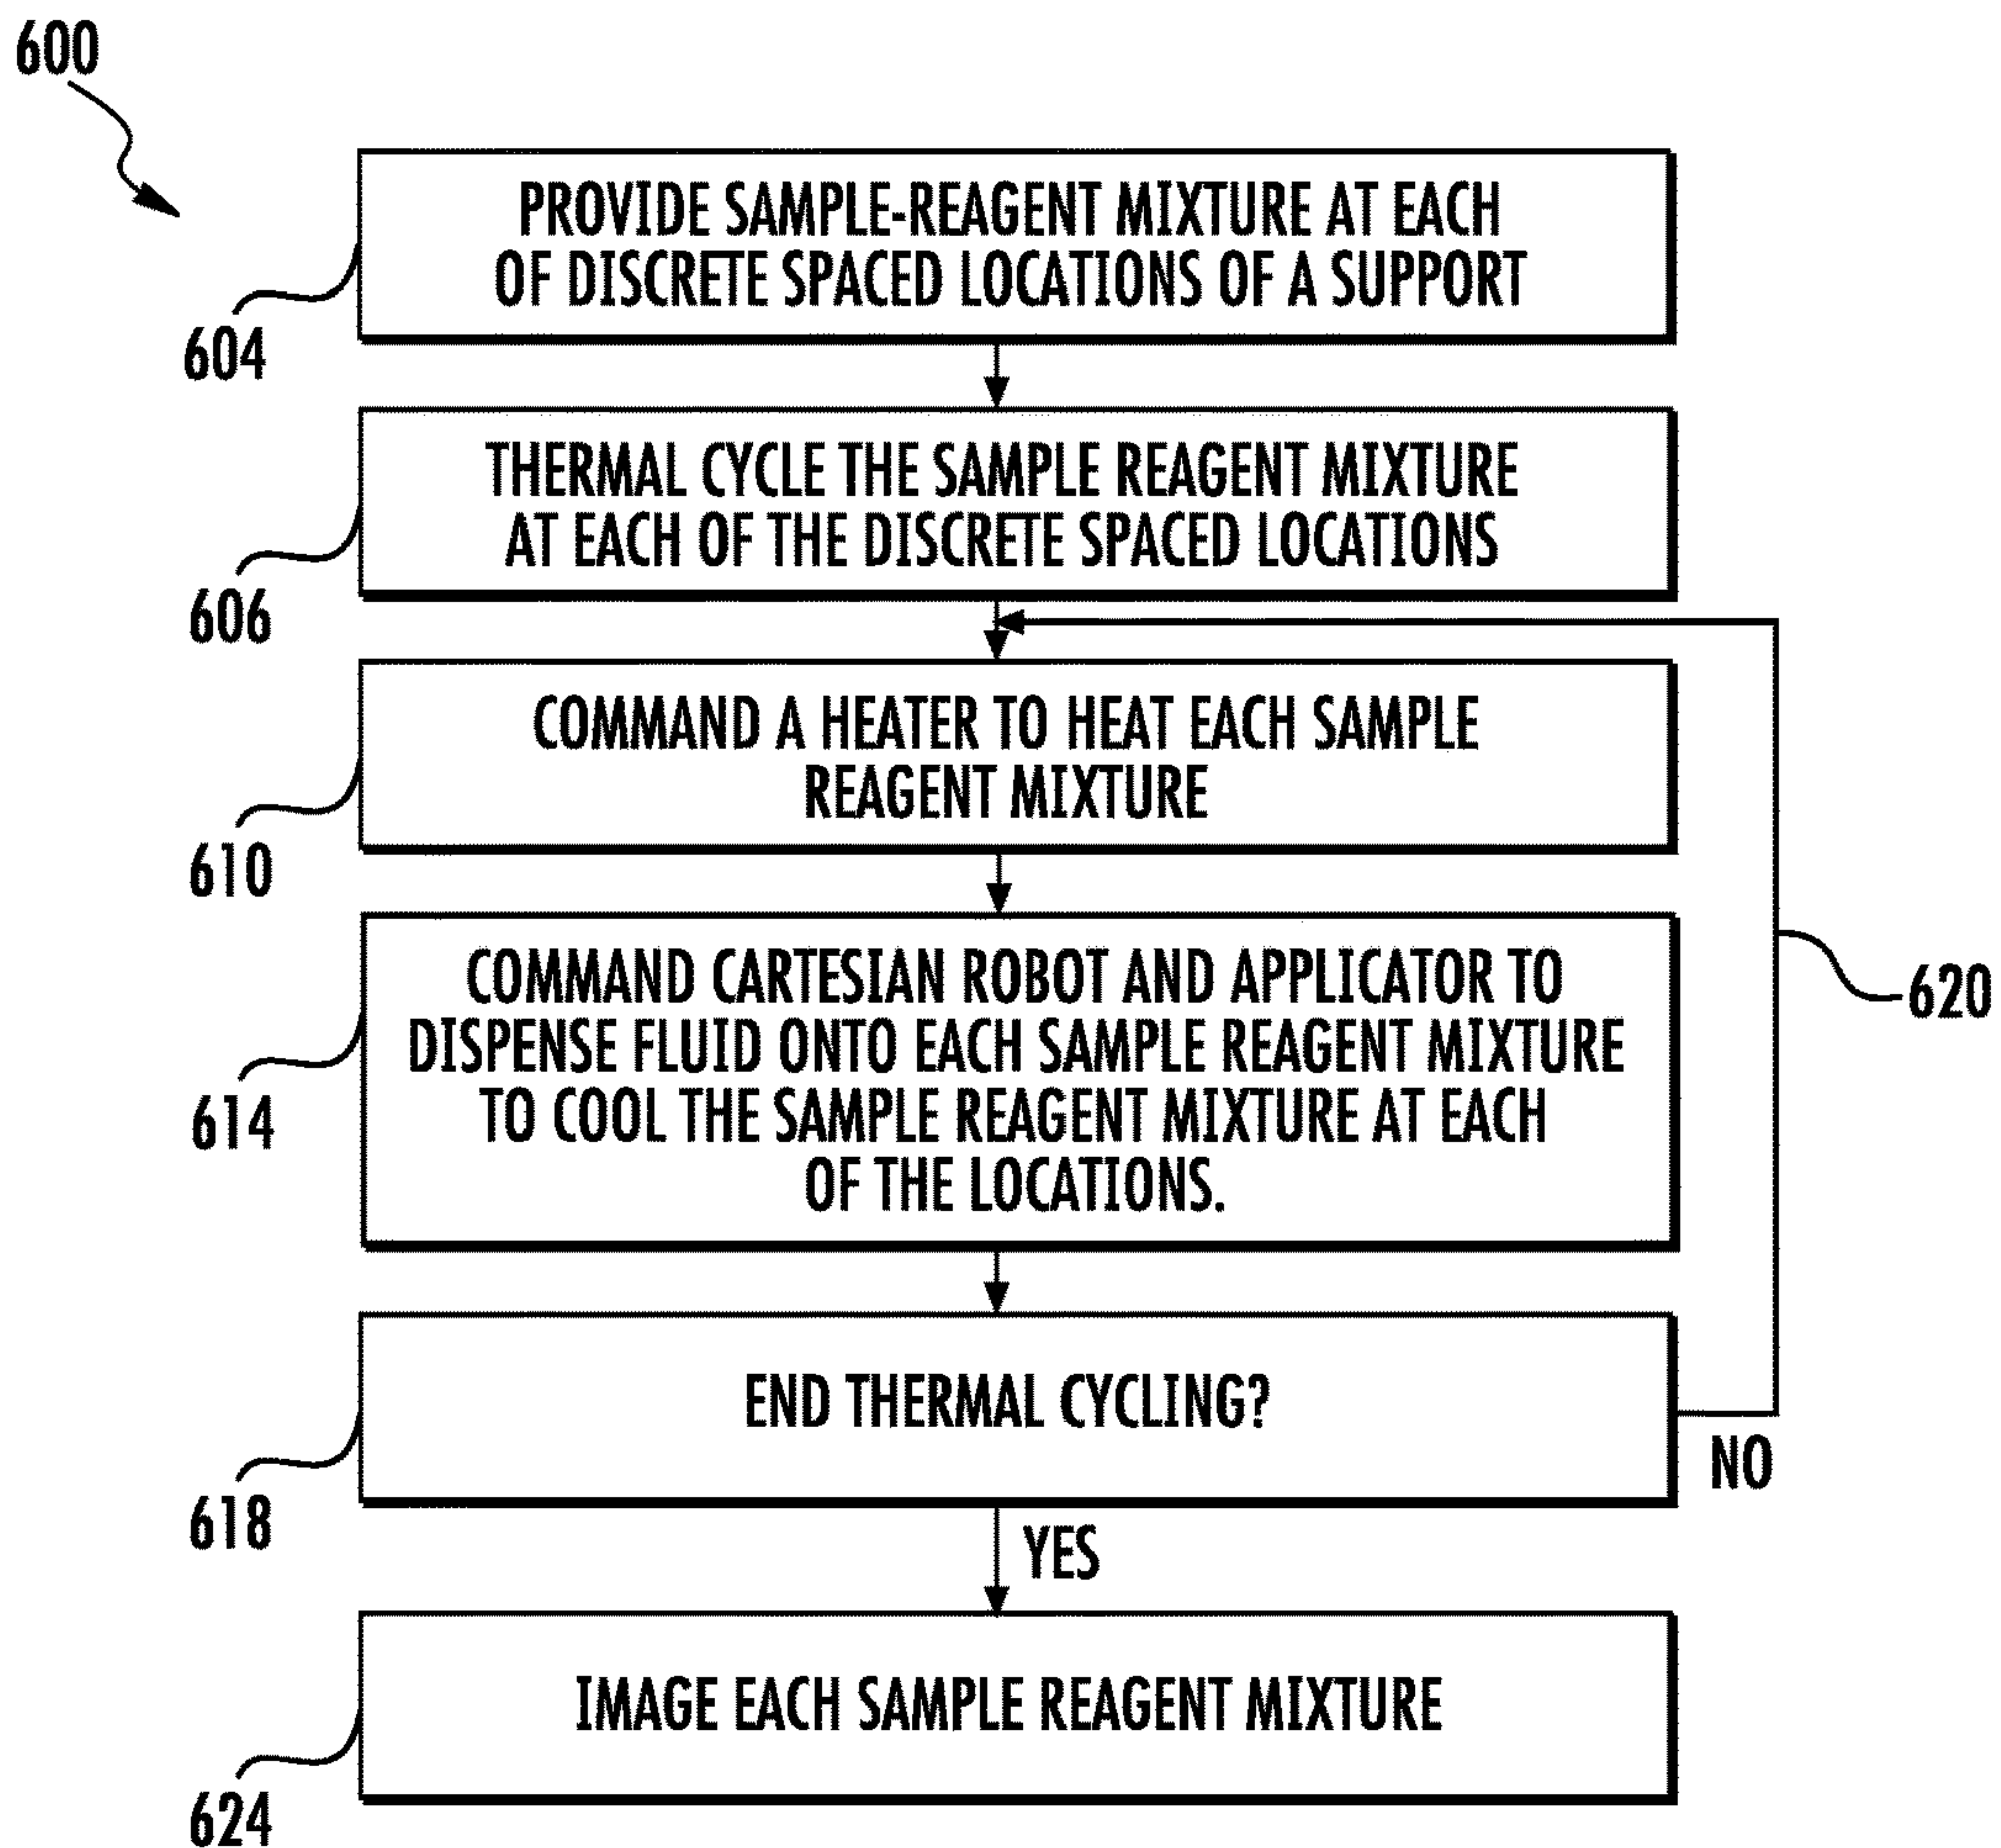 600
PROVIDE SAMPLE-REAGENT MIXTURE AT EACH
OF DISCRETE SPACED LOCATIONS OF A SUPPORT
604
THERMAL CYCLE THE SAMPLE REAGENT MIXTURE
AT EACH OF THE DISCRETE SPACED LOCATIONS
606
COMMAND A HEATER TO HEAT EACH SAMPLE
REAGENT MIXTURE
610
COMMAND CARTESIAN ROBOT AND APPLICATOR TO
DISPENSE FLUID ONTO EACH SAMPLE REAGENT MIXTURE
TO COOL THE SAMPLE REAGENT MIXTURE AT EACH
OF THE LOCATIONS.
614
620
END THERMAL CYCLING?
618
NO
YES
IMAGE EACH SAMPLE REAGENT MIXTURE
624